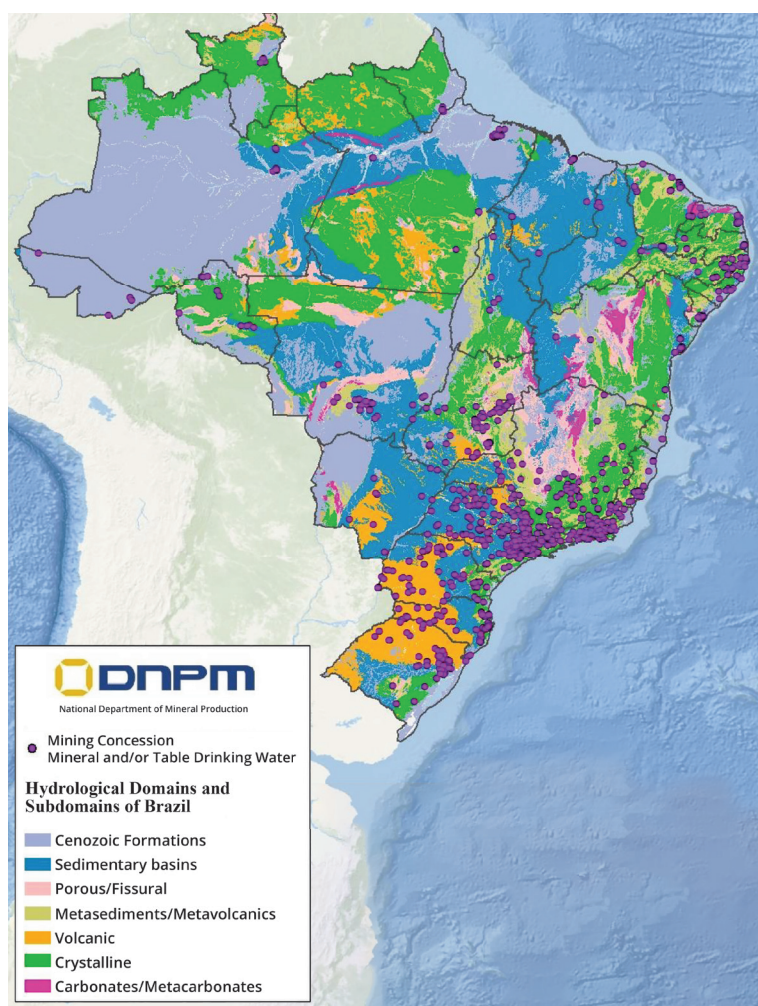 DNPM
National Department of Mineral Production
Mining Concession
Mineral and/or Table Drinking Water
Hydrological Domains and
Subdomains of Brazil
Cenozoic Formations
Sedimentary basins
Porous/Fissural
Metasediments/Metavolcanics
Volcanic
Crystalline
Carbonates/Metacarbonates